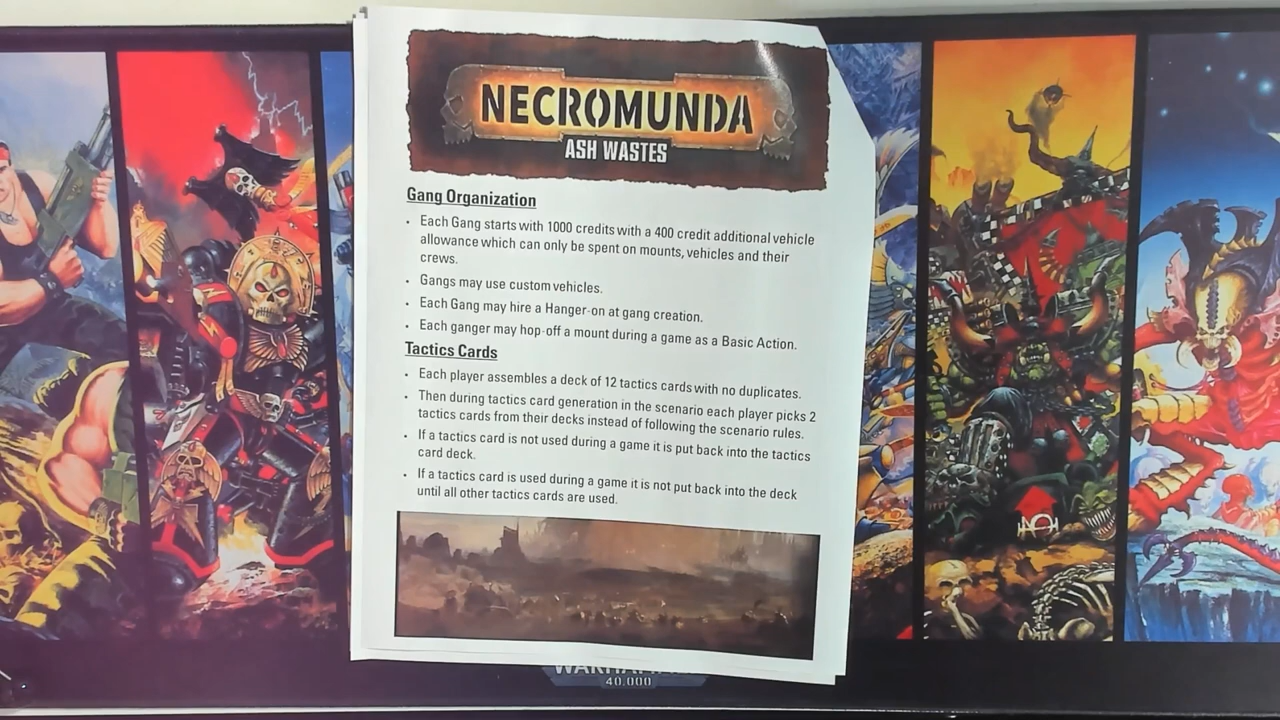 NECROMUNDA
ASH WASTES
Gang Organization
• Each Gang starts with 1000 credits with a 400 credit additional vehicle
allowance which can only be spent on mounts, vehicles and their
crews.
• Gangs may use custom vehicles.
• Each Gang may hire a Hanger-on at gang creation.
• Each ganger may hop-off a mount during a game as a Basic Action.
Tactics Cards
• Each player assembles a deck of 12 tactics cards with no duplicates.
• Then during tactics card generation in the scenario each player picks 2
tactics cards from their decks instead of following the scenario rules.
• If a tactics card is not used during a game it is put back into the tactics
card deck.
• If a tactics card is used during a game it is not put back into the deck
until all other tactics cards are used.
WARHAMMER
40,000